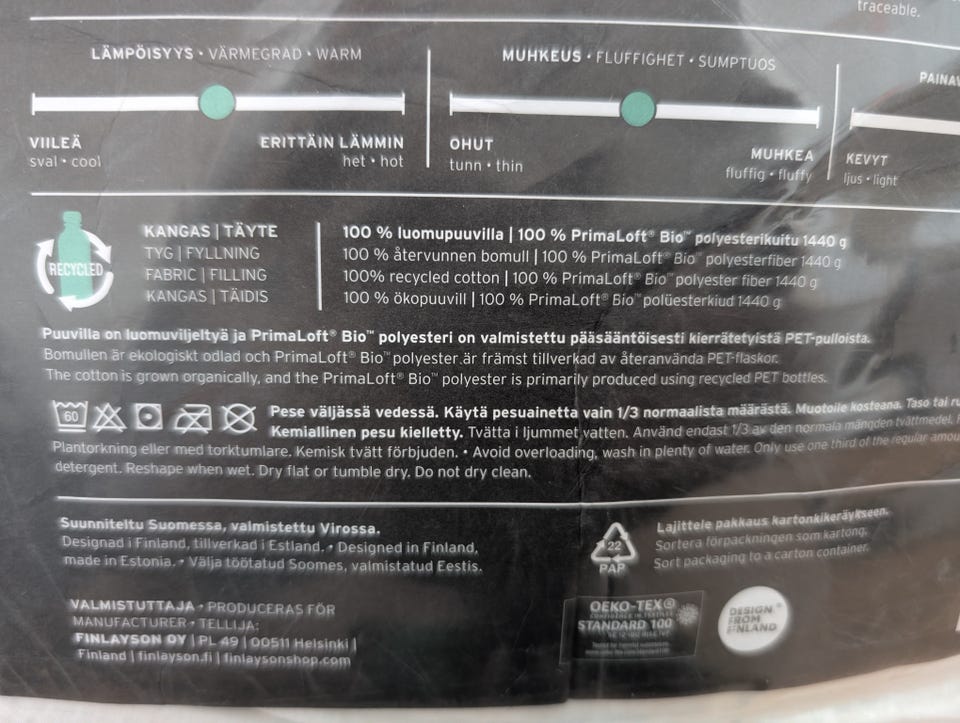 traceable.
LÄMPÖISYYS • VÄRMEGRAD • WARM
VIILEÄ
sval • cool
ERITTÄIN LÄMMIN
het • hot
MUHKEUS • FLUFFIGHET • SUMPTUOS
OHUT
tunn • thin
MUHKEA
fluffig • fluffy
PAINAV
KEVYT
ljus • light
RECYCLED
KANGAS | TÄYTE
TYG | FYLLNING
FABRIC | FILLING
KANGAS | TÄIDIS
100 % luomupuuvilla | 100 % PrimaLoft® Bio™ polyesterikuitu 1440 g
100 % återvunnen bomull | 100 % PrimaLoft® Bio™ polyesterfiber 1440 g
100% recycled cotton | 100 % PrimaLoft® Bio™ polyester fiber 1440 g
100 % ökopuuvill | 100 % PrimaLoft® Bio™ polüesterkiud 1440 g
Puuvilla on luomuviljeltyä ja PrimaLoft® Bio™ polyesteri on valmistettu pääsääntöisesti kierrätetyistä PET-pulloista.
Bomullen är ekologiskt odlad och PrimaLoft® Bio™ polyester är främst tillverkad av återanvända PET-flaskor.
The cotton is grown organically, and the PrimaLoft® Bio™ polyester is primarily produced using recycled PET bottles.
60
Pese väljässä vedessä. Käytä pesuainetta vain 1/3 normaalista määrästä. Muotoile kosteana. Taso tai ru
Kemiallinen pesu kielletty. Tvätta i ljummet vatten. Använd endast 1/3 av den normala mängden tvättmedel.
Plantorkning eller med torktumlare. Kemisk tvätt förbjuden. • Avoid overloading, wash in plenty of water. Only use one third of the regular amou
detergent. Reshape when wet. Dry flat or tumble dry. Do not dry clean.
Suunniteltu Suomessa, valmistettu Virossa.
Designad i Finland, tillverkad i Estland. • Designed in Finland,
made in Estonia. • Välja töötatud Soomes, valmistatud Eestis.
22
PAP
Lajittele pakkaus kartonkikeräykseen.
Sortera förpackningen som kartong.
Sort packaging to a carton container.
VALMISTUTTAJA • PRODUCERAS FÖR
MANUFACTURER • TELLIJA:
FINLAYSON OY | PL 49 | 00511 Helsinki |
Finland | finlayson.fi | finlaysonshop.com
OEKO-TEX®
STANDARD 100
DESIGN
FROM
FINLAND